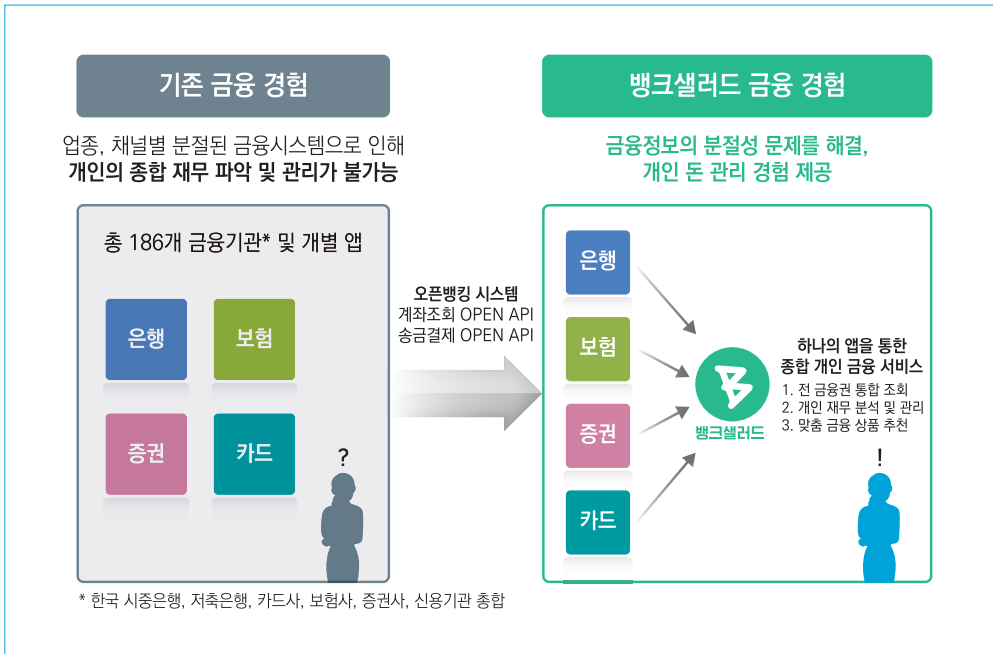 기존 금융 경험
업종, 채널별 분절된 금융시스템으로 인해
개인의 종합 재무 파악 및 관리가 불가능
총 186개 금융기관* 및 개별 앱
은행
보험
증권
카드
?
* 한국 시중은행, 저축은행, 카드사, 보험사, 증권사, 신용기관 종합
오픈뱅킹 시스템
계좌조회 OPEN API
송금결제 OPEN API
뱅크샐러드 금융 경험
금융정보의 분절성 문제를 해결,
개인 돈 관리 경험 제공
은행
보험
증권
카드
B
뱅크샐러드
하나의 앱을 통한
종합 개인 금융 서비스
1. 전 금융권 통합 조회
2. 개인 재무 분석 및 관리
3. 맞춤 금융 상품 추천
!